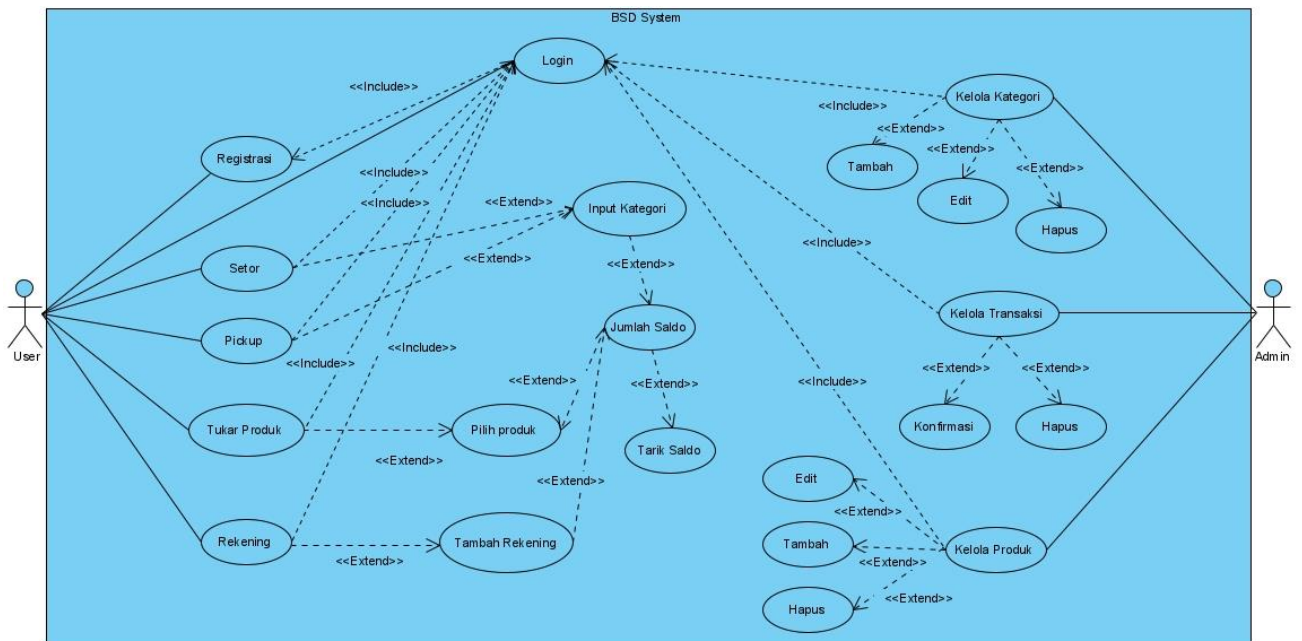 BSD System
Login
<<Include>>
Kelola Kategori
<<Include>>
<<Extend>>
Registrasi
<<Extend>>
<<Extend>>
Tambah
<<Include>>
<<Include>>
<<Extend>>
Input Kategori
Edit
Hapus
<<Include>>
<<Extend>>
<<Extend>>
Setor
Kelola Transaksi
Jumlah Saldo
Pickup
<<Include>>
<<Include>>
User
Admin
<<Extend>>
<<Extend>>
<<Extend>>
<<Extend>>
<<Include>>
Tukar Produk
Pilih produk
Konfirmasi
Hapus
Tarik Saldo
<<Extend>>
<<Extend>>
Edit
<<Extend>>
Rekening
Tambah Rekening
Tambah
Kelola Produk
<<Extend>>
<<Extend>>
<<Extend>>
Hapus